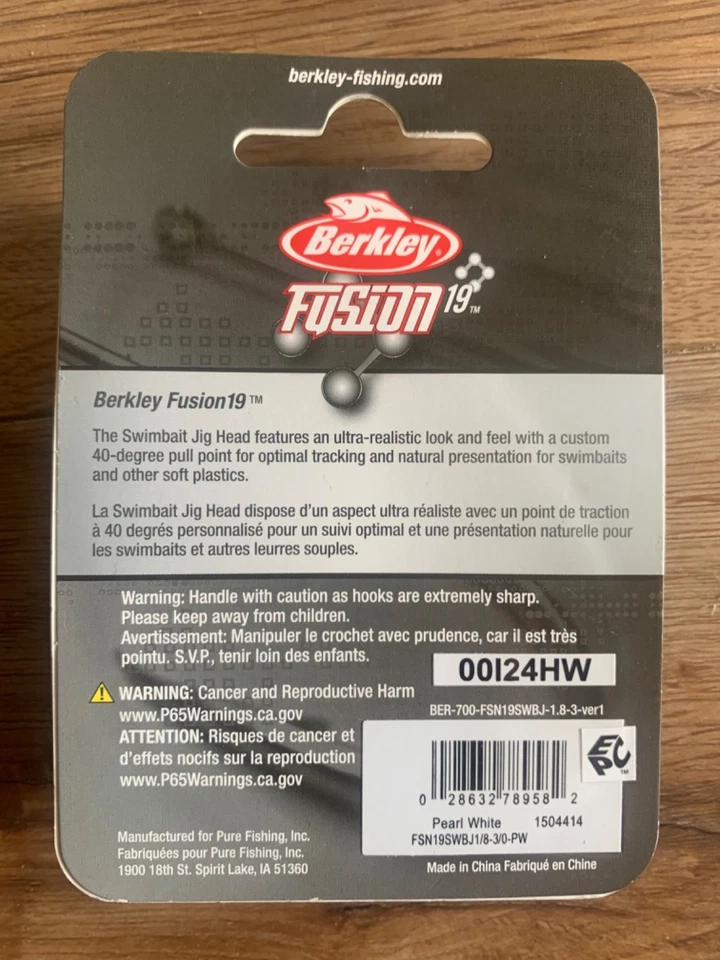 berkley-fishing.com
Berkley®
FUSION 19™
Berkley Fusion19™
The Swimbait Jig Head features an ultra-realistic look and feel with a custom
40-degree pull point for optimal tracking and natural presentation for swimbaits
and other soft plastics.
La Swimbait Jig Head dispose d'un aspect ultra réaliste avec un point de traction
à 40 degrés personnalisé pour un suivi optimal et une présentation naturelle pour
les swimbaits et autres leurres souples.
Warning: Handle with caution as hooks are extremely sharp.
Please keep away from children.
Avertissement: Manipuler le crochet avec prudence, car il est très
pointu. S.V.P., tenir loin des enfants.
00I24HW
BER-700-FSN19SWBJ-1.8-3-ver1
WARNING: Cancer and Reproductive Harm
www.P65Warnings.ca.gov
ATTENTION: Risques de cancer et
d'effets nocifs sur la reproduction
www.P65Warnings.ca.gov
EPC™
0 28632 78958 2
Pearl White 1504414
FSN19SWBJ1/8-3/0-PW
Manufactured for Pure Fishing, Inc.
Fabriquées pour Pure Fishing, Inc.
1900 18th St. Spirit Lake, IA 51360
Made in China Fabriqué en Chine